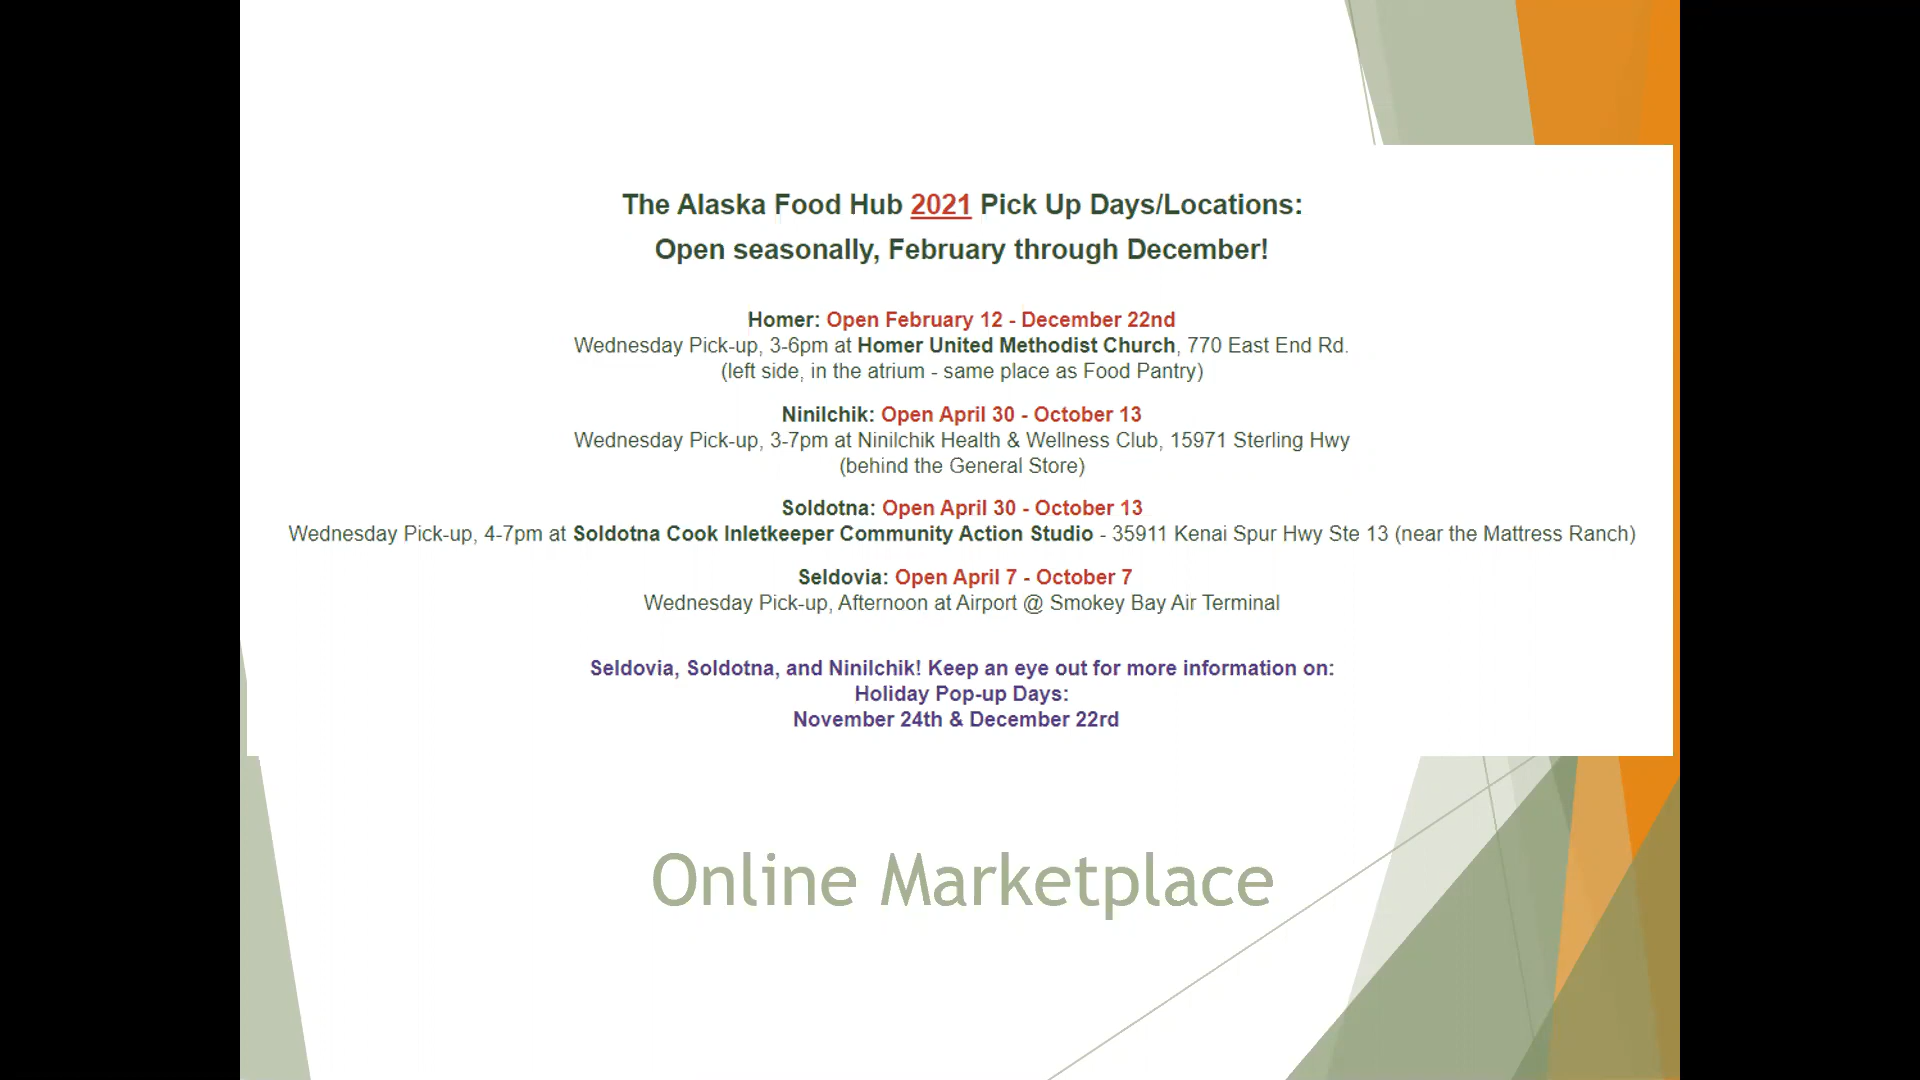 The Alaska Food Hub 2021 Pick Up Days/Locations:
Open seasonally, February through December!
Homer: Open February 12 - December 22nd
Wednesday Pick-up, 3-6pm at Homer United Methodist Church, 770 East End Rd.
(left side, in the atrium - same place as Food Pantry)
Ninilchik: Open April 30 - October 13
Wednesday Pick-up, 3-7pm at Ninilchik Health & Wellness Club, 15971 Sterling Hwy
(behind the General Store)
Soldotna: Open April 30 - October 13
Wednesday Pick-up, 4-7pm at Soldotna Cook Inletkeeper Community Action Studio - 35911 Kenai Spur Hwy Ste 13 (near the Mattress Ranch)
Seldovia: Open April 7 - October 7
Wednesday Pick-up, Afternoon at Airport @ Smokey Bay Air Terminal
Seldovia, Soldotna, and Ninilchik! Keep an eye out for more information on:
Holiday Pop-up Days:
November 24th & December 22rd
Online Marketplace